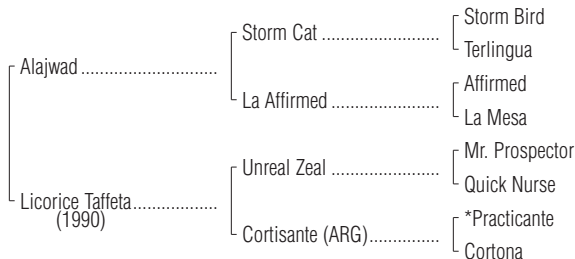 Storm Bird
Storm Cat ..............................
Terlingua
Alajwad ...................................
Affirmed
La Affirmed ............................
La Mesa
Mr. Prospector
Unreal Zeal ............................
Quick Nurse
Licorice Taffeta.....................
(1990)
*Practicante
Cortisante (ARG)..................
Cortona